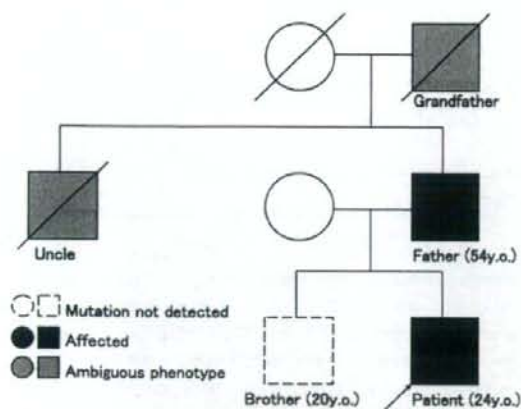 Grandfather
Uncle
Father (54y.o.)
Mutation not detected
Affected
Ambiguous phenotype
Brother (20y.o.)
Patient (24y.o.)